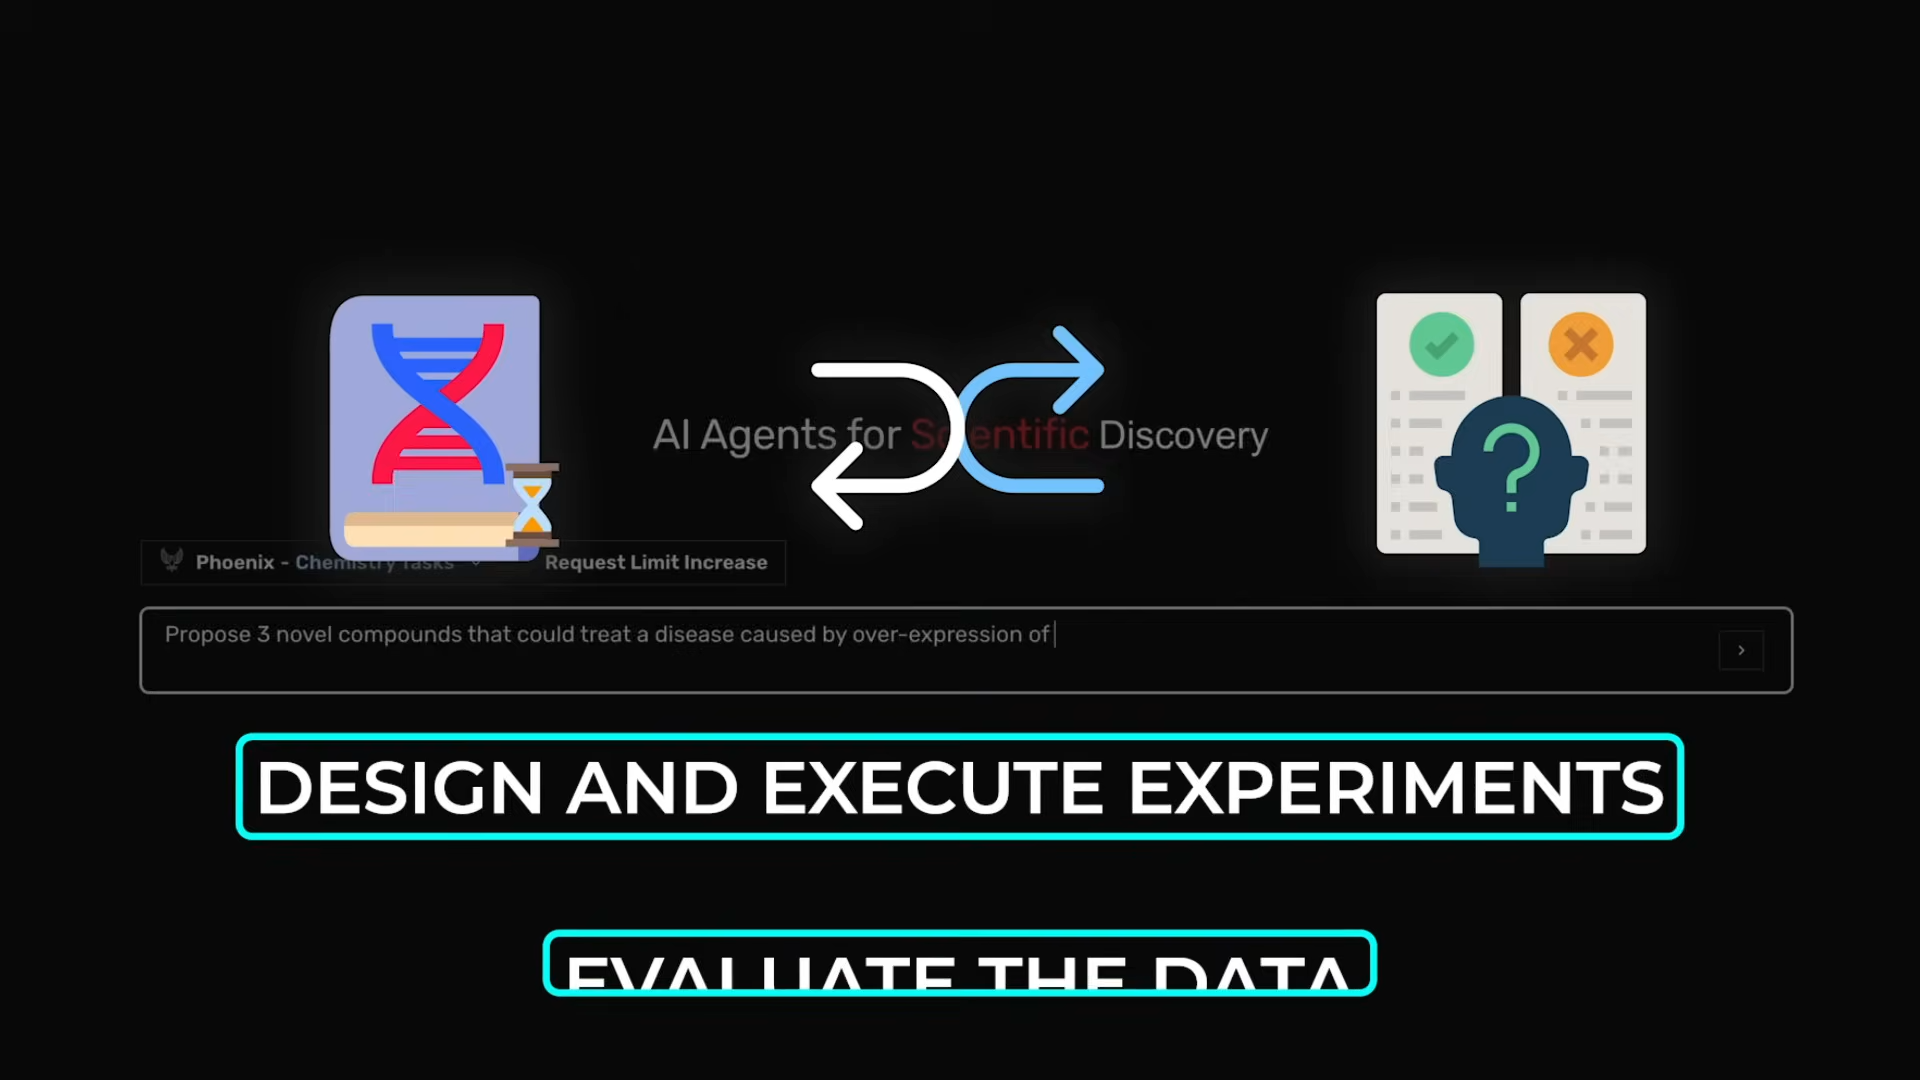 AI Agents for Scientific Discovery
Phoenix - Chemistry Tasks
Request Limit Increase
Propose 3 novel compounds that could treat a disease caused by over-expression of
DESIGN AND EXECUTE EXPERIMENTS
EVALUATE THE DATA